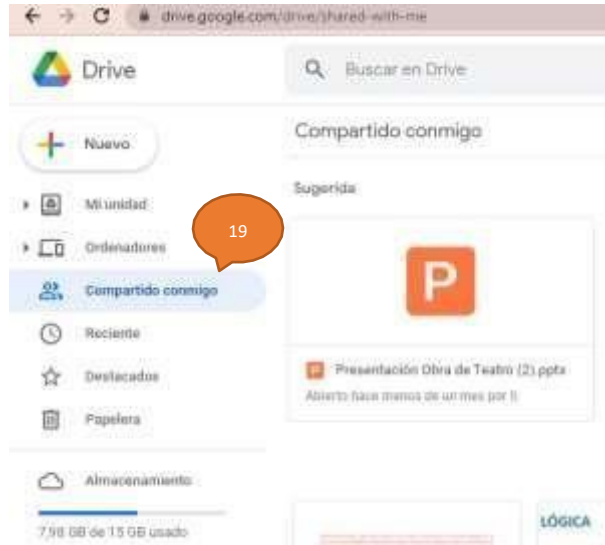 drive.google.com/drive/shared-with-me
Drive
Buscar en Drive
Nuevo
Compartido conmigo
Sugerida
Mi unidad
19
Ordenadores
P
Compartido conmigo
Reciente
Destacados
Presentación Obra de Teatro (2).pptx
Abierto hace menos de un mes por ti
Papelera
Almacenamiento
7,98 GB de 15 GB usado
LÓGICA